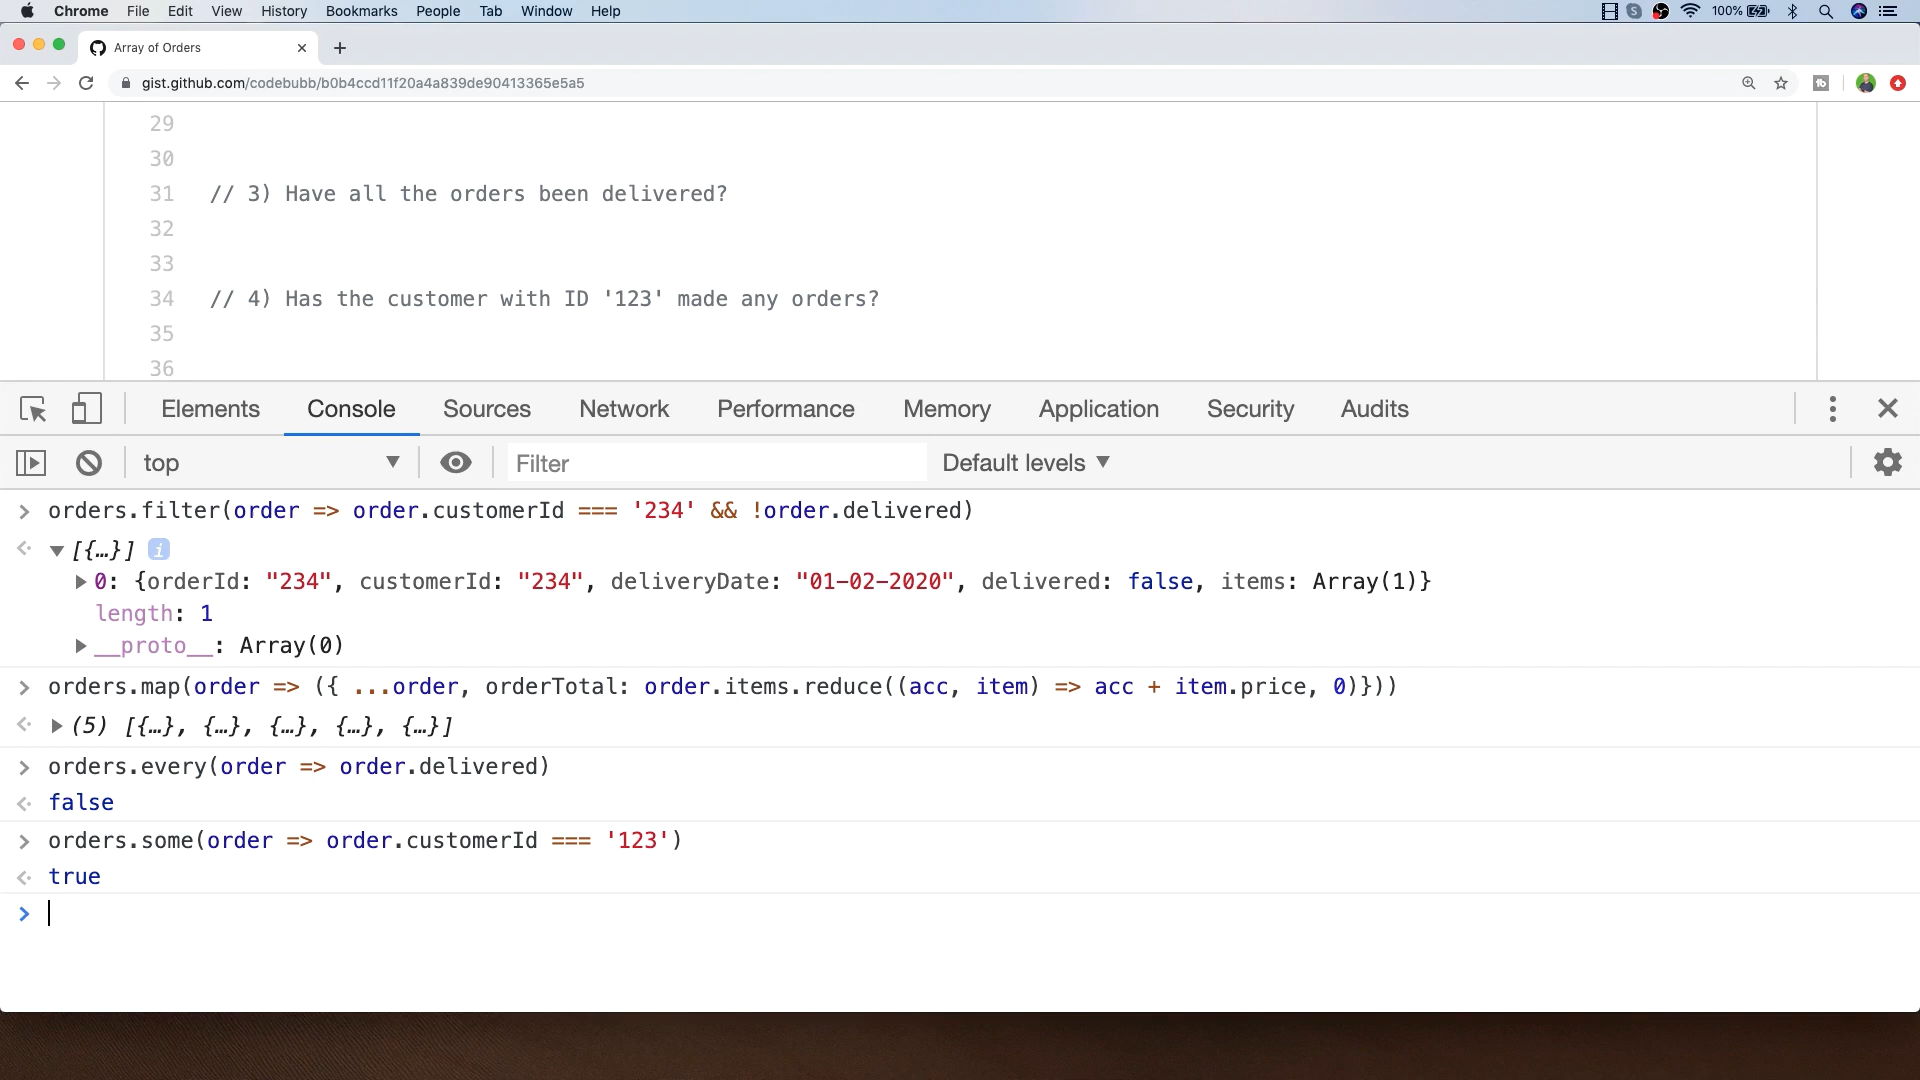 Chrome File Edit View History Bookmarks People Tab Window Help 100%
Array of Orders
gist.github.com/codebubb/b0b4ccd11f20a4a839de90413365e5a5
29
30
31 // 3) Have all the orders been delivered?
32
33
34 // 4) Has the customer with ID '123' made any orders?
35
36
Elements Console Sources Network Performance Memory Application Security Audits
top Filter Default levels
> orders.filter(order => order.customerId === '234' && !order.delivered)
[{…}] i
0: {orderId: "234", customerId: "234", deliveryDate: "01-02-2020", delivered: false, items: Array(1)}
length: 1
__proto__: Array(0)
> orders.map(order => ({ ...order, orderTotal: order.items.reduce((acc, item) => acc + item.price, 0)}))
(5) [{…}, {…}, {…}, {…}, {…}]
> orders.every(order => order.delivered)
false
> orders.some(order => order.customerId === '123')
true
>